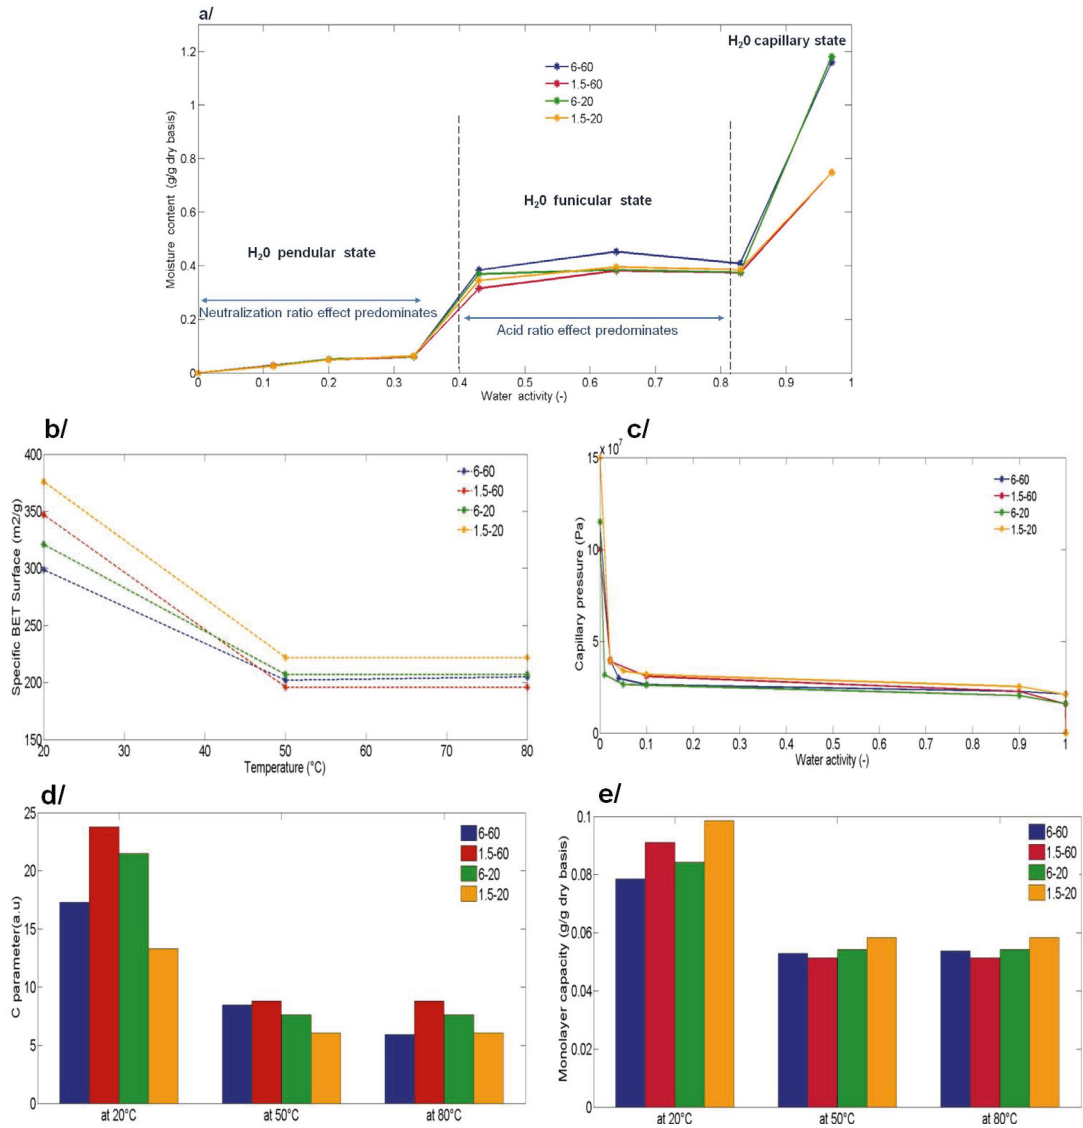 a/
H₂0 capillary state
6-60
1.5-60
6-20
1.5-20
H₂0 funicular state
H₂0 pendular state
Neutralization ratio effect predominates
Acid ratio effect predominates
Moisture content (g/g dry basis)
0
0.2
0.4
0.6
0.8
1
1.2
0 0.1 0.2 0.3 0.4 0.5 0.6 0.7 0.8 0.9 1
Water activity (-)
b/
Specific BET Surface (m2/g)
400
350
300
250
200
150
6-60
1.5-60
6-20
1.5-20
20 30 40 50 60 70 80
Temperature (°C)
c/
Capillary pressure (Pa)
15 x 10⁷
10
5
0
6-60
1.5-60
6-20
1.5-20
0 0.1 0.2 0.3 0.4 0.5 0.6 0.7 0.8 0.9 1
Water activity (-)
d/
C parameter(a.u)
25
20
15
10
5
0
6-60
1.5-60
6-20
1.5-20
at 20°C at 50°C at 80°C
e/
Monolayer capacity (g/g dry basis)
0.1
0.08
0.06
0.04
0.02
0
6-60
1.5-60
6-20
1.5-20
at 20°C at 50°C at 80°C